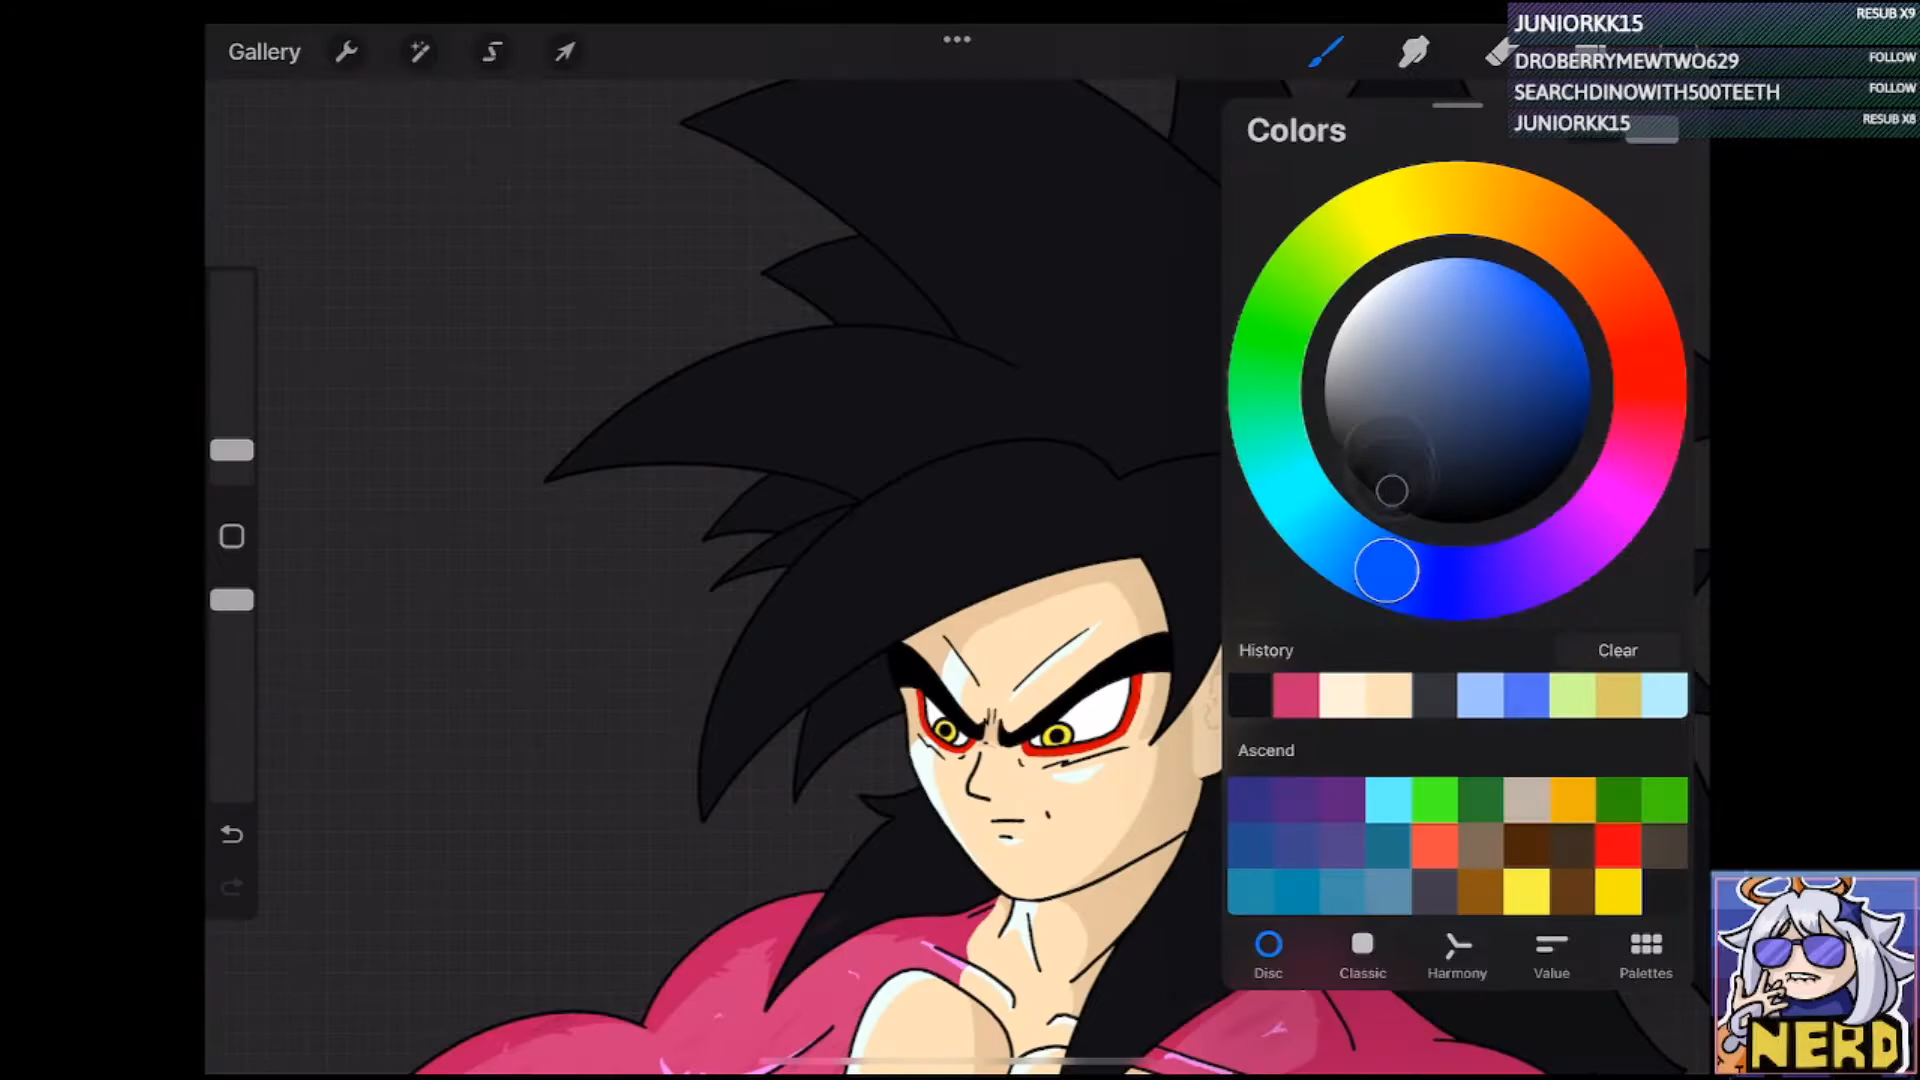 Gallery
JUNIORKK15 RESUB X9
DROBERRYMEWTWO629 FOLLOW
SEARCHDINOWITH500TEETH FOLLOW
JUNIORKK15 RESUB X8
Colors
History Clear
Ascend
Disc Classic Harmony Value Palettes
NERD